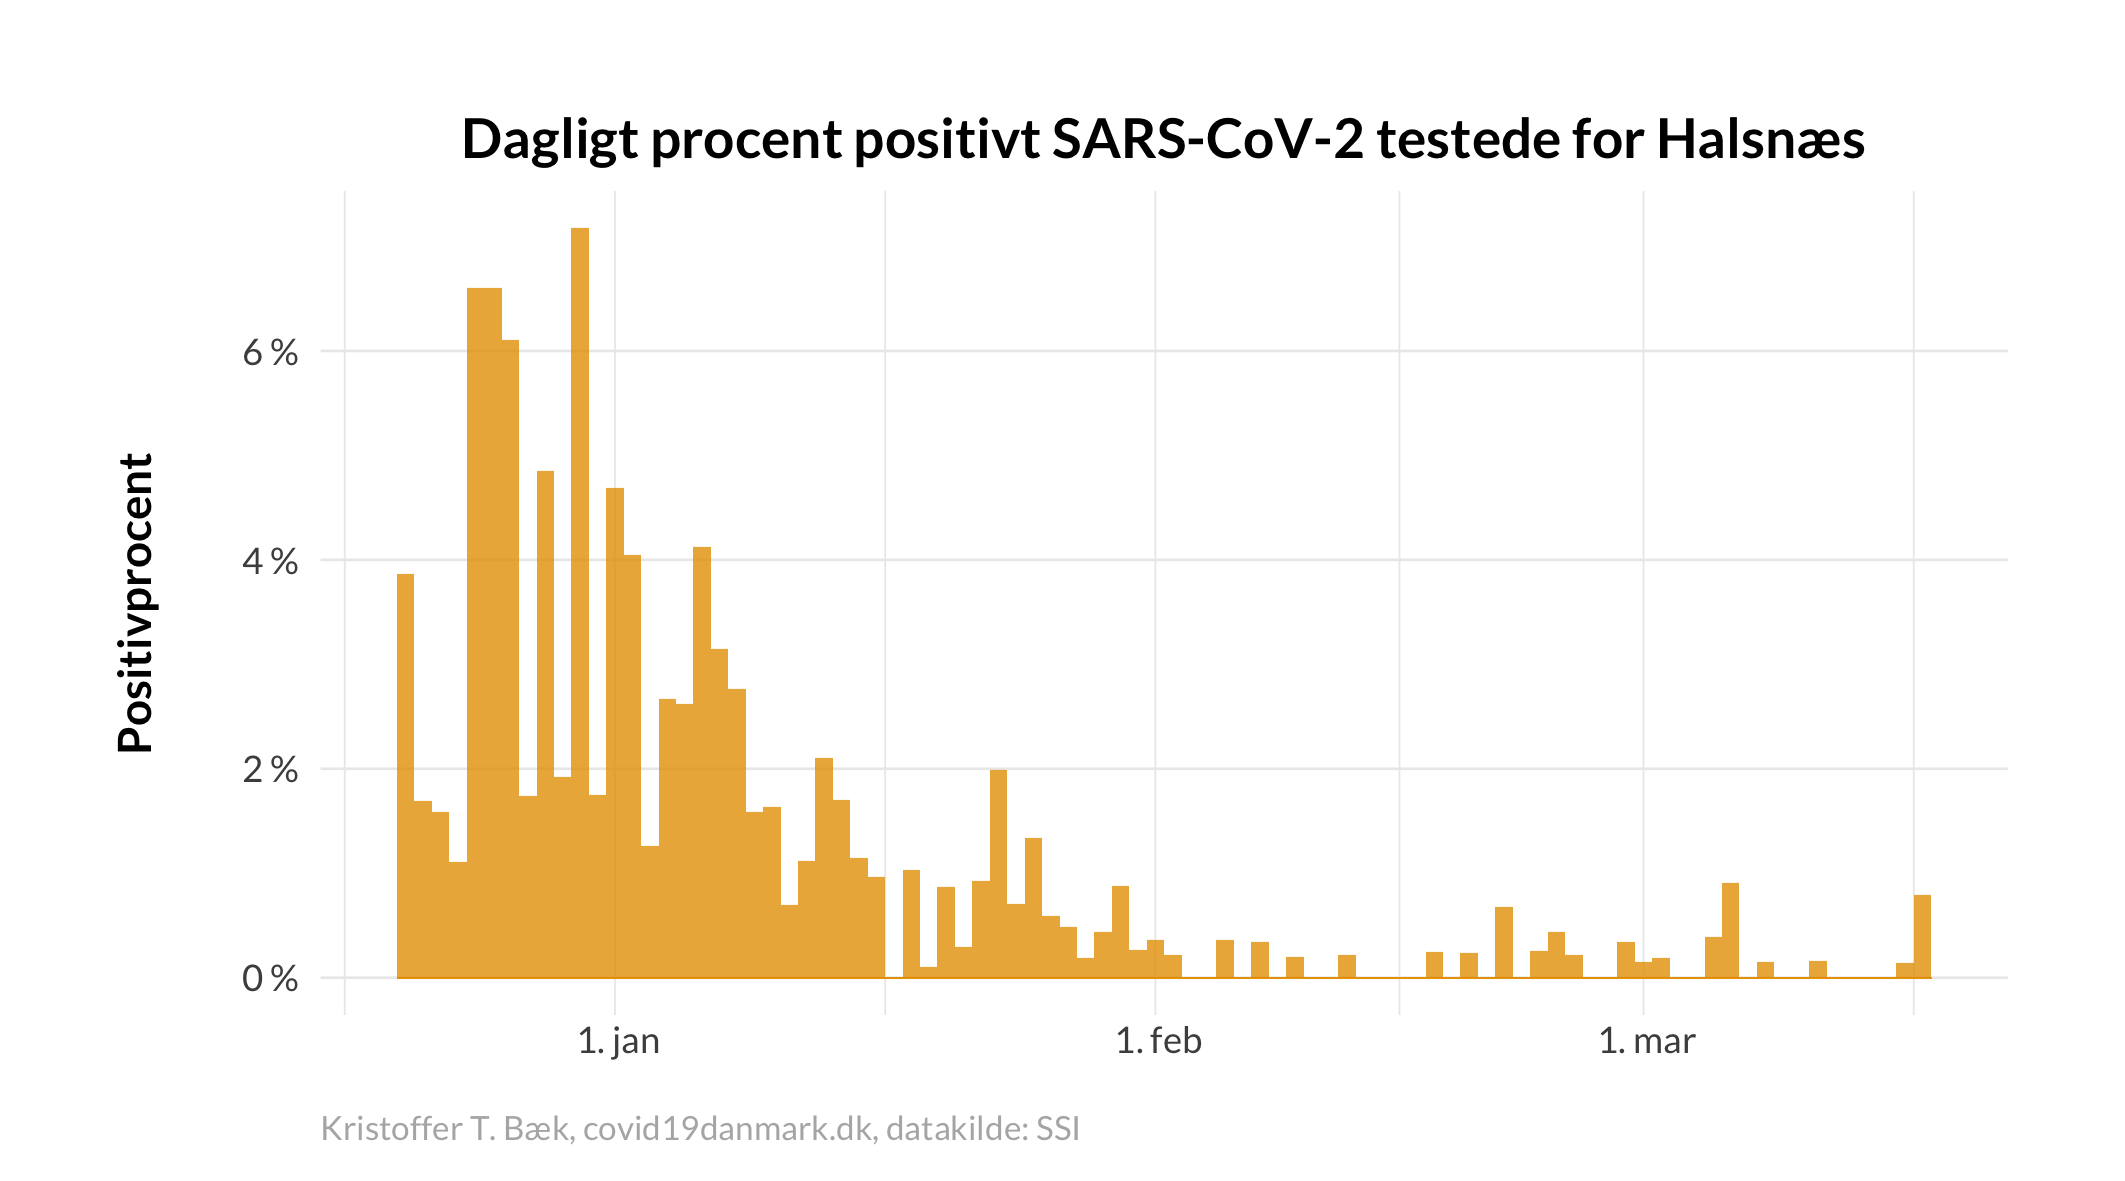 Dagligt procent positivt SARS-CoV-2 testede for Halsnæs
Positivprocent
6 %
4 %
2 %
0 %
1. jan
1. feb
1. mar
Kristoffer T. Bæk, covid19danmark.dk, datakilde: SSI